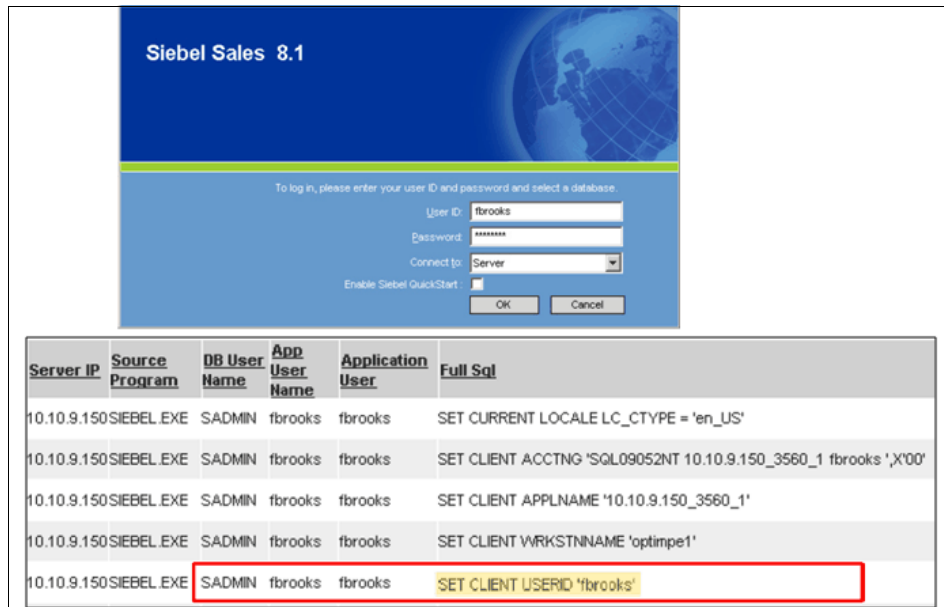 Siebel Sales 8.1
To log in, please enter your user ID and password and select a database.
User ID: fbrooks
Password: ********
Connect to: Server
Enable Siebel QuickStart :
OK Cancel
Server IP Source Program DB User Name App User Name Application User Full Sql
10.10.9.150 SIEBEL.EXE SADMIN fbrooks fbrooks SET CURRENT LOCALE LC_CTYPE = 'en_US'
10.10.9.150 SIEBEL.EXE SADMIN fbrooks fbrooks SET CLIENT ACCTNG 'SQL09052NT 10.10.9.150_3560_1 fbrooks ',X'00'
10.10.9.150 SIEBEL.EXE SADMIN fbrooks fbrooks SET CLIENT APPLNAME '10.10.9.150_3560_1'
10.10.9.150 SIEBEL.EXE SADMIN fbrooks fbrooks SET CLIENT WRKSTNNAME 'optimpe1'
10.10.9.150 SIEBEL.EXE SADMIN fbrooks fbrooks SET CLIENT USERID 'fbrooks'